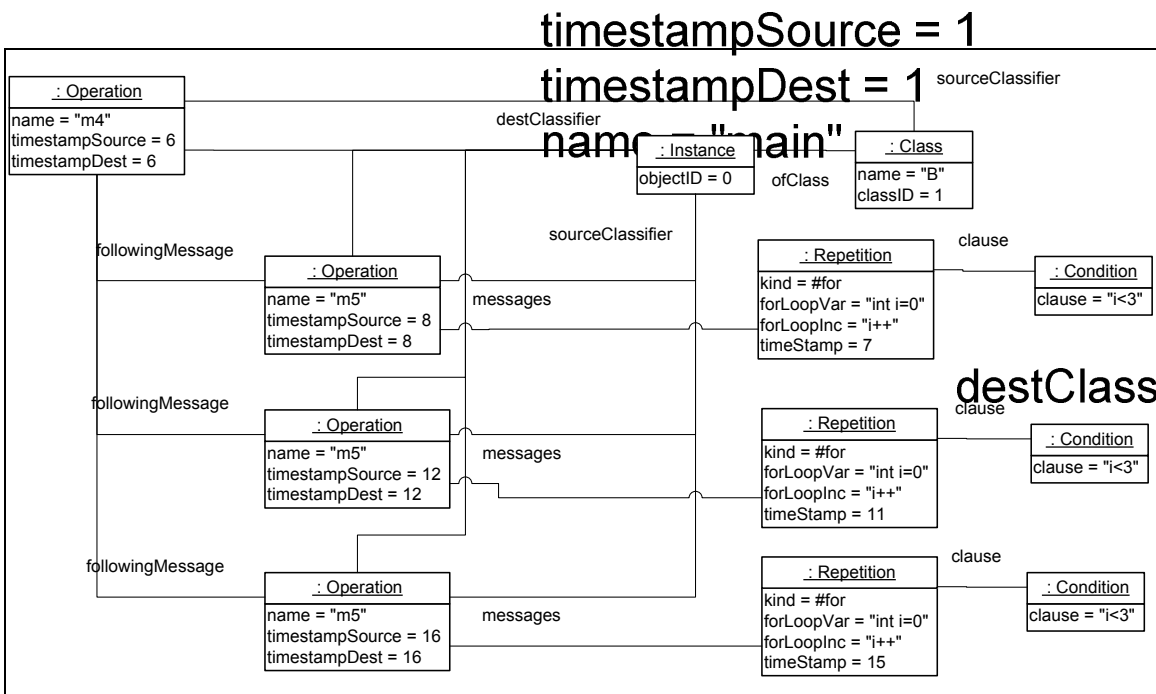 timestampSource = 1
timestampDest = 1
name = "main"
sourceClassifier
: Operation
name = "m4"
timestampSource = 6
timestampDest = 6
destClassifier
: Instance
objectID = 0
ofClass
: Class
name = "B"
classID = 1
followingMessage
sourceClassifier
: Operation
name = "m5"
timestampSource = 8
timestampDest = 8
messages
: Repetition
kind = #for
forLoopVar = "int i=0"
forLoopInc = "i++"
timeStamp = 7
clause
: Condition
clause = "i<3"
destClass
followingMessage
: Operation
name = "m5"
timestampSource = 12
timestampDest = 12
messages
: Repetition
kind = #for
forLoopVar = "int i=0"
forLoopInc = "i++"
timeStamp = 11
clause
: Condition
clause = "i<3"
followingMessage
: Operation
name = "m5"
timestampSource = 16
timestampDest = 16
messages
: Repetition
kind = #for
forLoopVar = "int i=0"
forLoopInc = "i++"
timeStamp = 15
clause
: Condition
clause = "i<3"